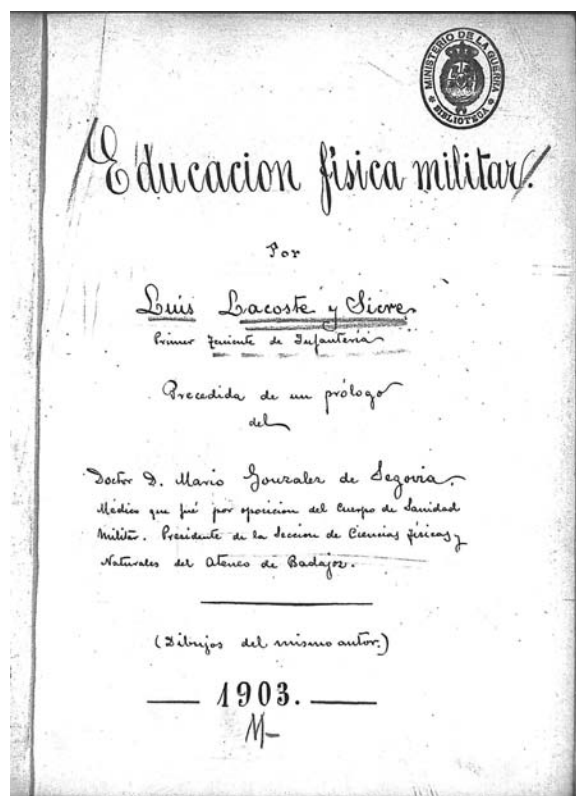 MINISTERIO DE LA GUERRA
BIBLIOTECA
Educacion física militar.
Por
Luis Lacoste y Sicre
Primer Teniente de Infantería
Precedida de un prólogo
del
Doctor D. Mario Gonzalez de Segovia.
Médico que fué por oposicion del Cuerpo de Sanidad
Militar. Presidente de la Seccion de Ciencias físicas y
Naturales del Ateneo de Badajoz.
(Dibujos del mismo autor.)
1903.